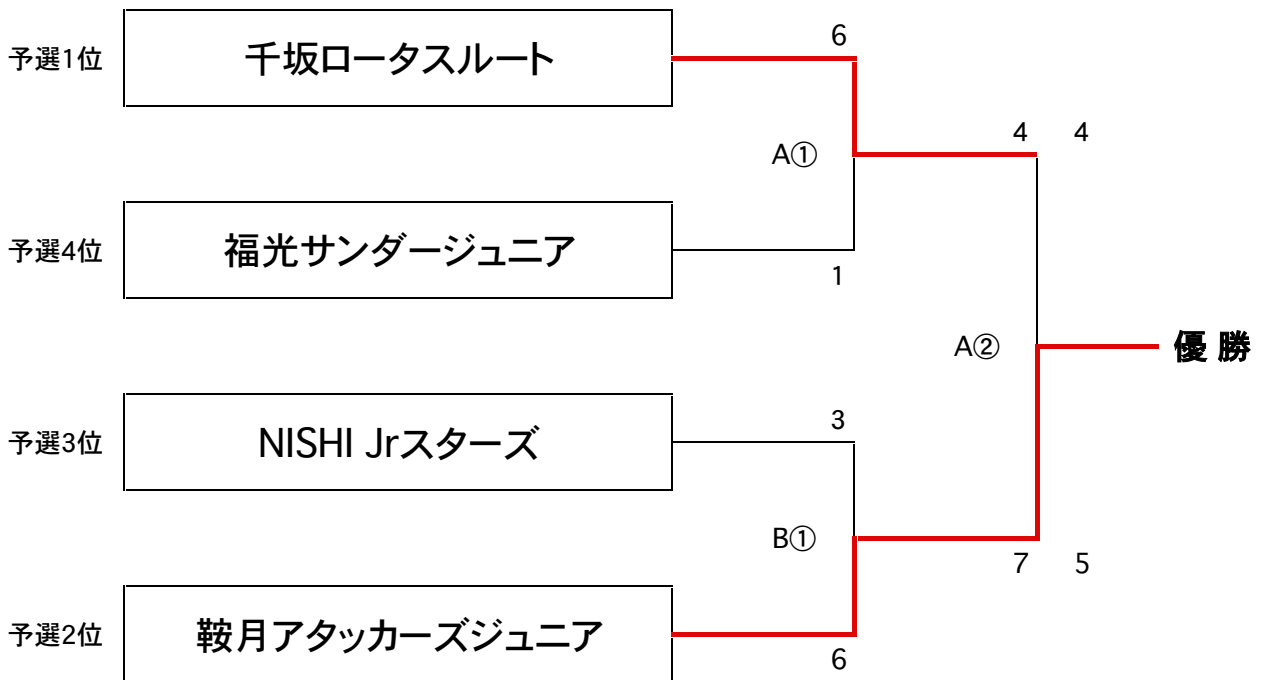 予選1位
千坂ロータスルート
6
4 4
A①
予選4位
福光サンダージュニア
1
A②
優 勝
予選3位
NISHI Jrスターズ
3
B①
7 5
予選2位
鞍月アタッカーズジュニア
6